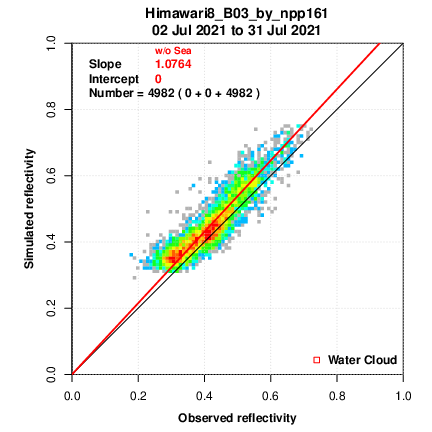 Himawari8_B03_by_npp161
02 Jul 2021 to 31 Jul 2021
w/o Sea
Slope 1.0764
Intercept 0
Number = 4982 ( 0 + 0 + 4982 )
1.0
0.8
0.6
0.4
0.2
0.0
Simulated reflectivity
Water Cloud
0.0 0.2 0.4 0.6 0.8 1.0
Observed reflectivity